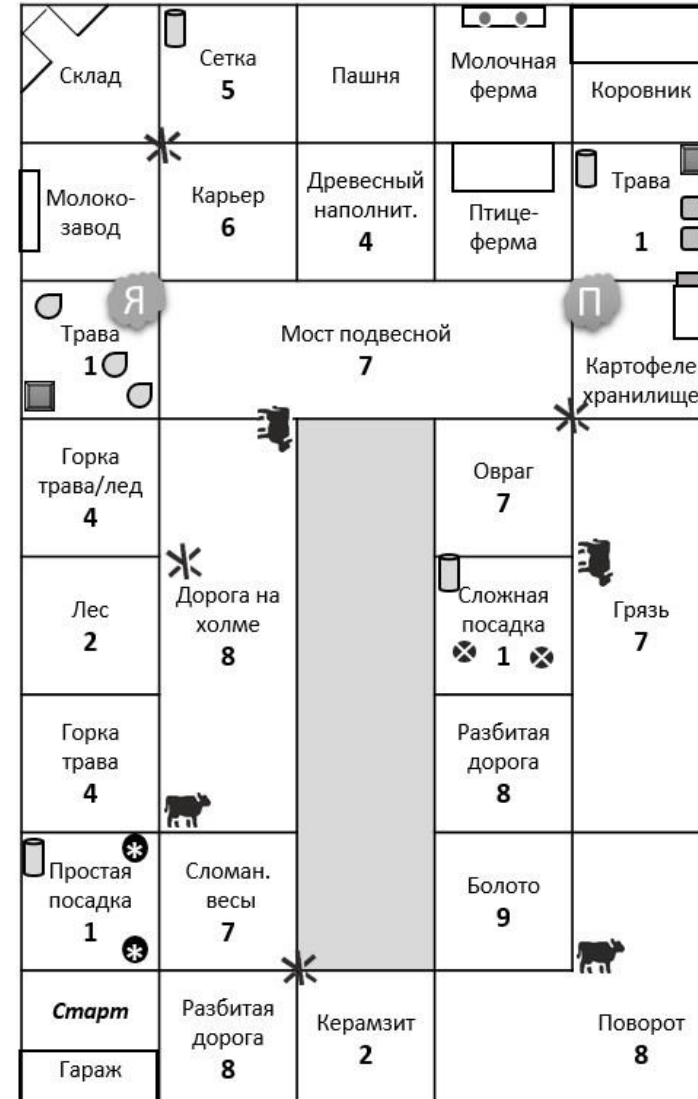 Склад
Сетка
5
Пашня
Молочная
ферма
Коровник
Молоко-
завод
Карьер
6
Древесный
наполнит.
4
Птице-
ферма
Трава
1
Я
Трава
1
Мост подвесной
7
П
Картофеле
хранилище
Горка
трава/лед
4
Овраг
7
Лес
2
Дорога на
холме
8
Сложная
посадка
1
Грязь
7
Горка
трава
4
Разбитая
дорога
8
Простая
посадка
1
Сломан.
весы
7
Болото
9
Старт
Гараж
Разбитая
дорога
8
Керамзит
2
Поворот
8